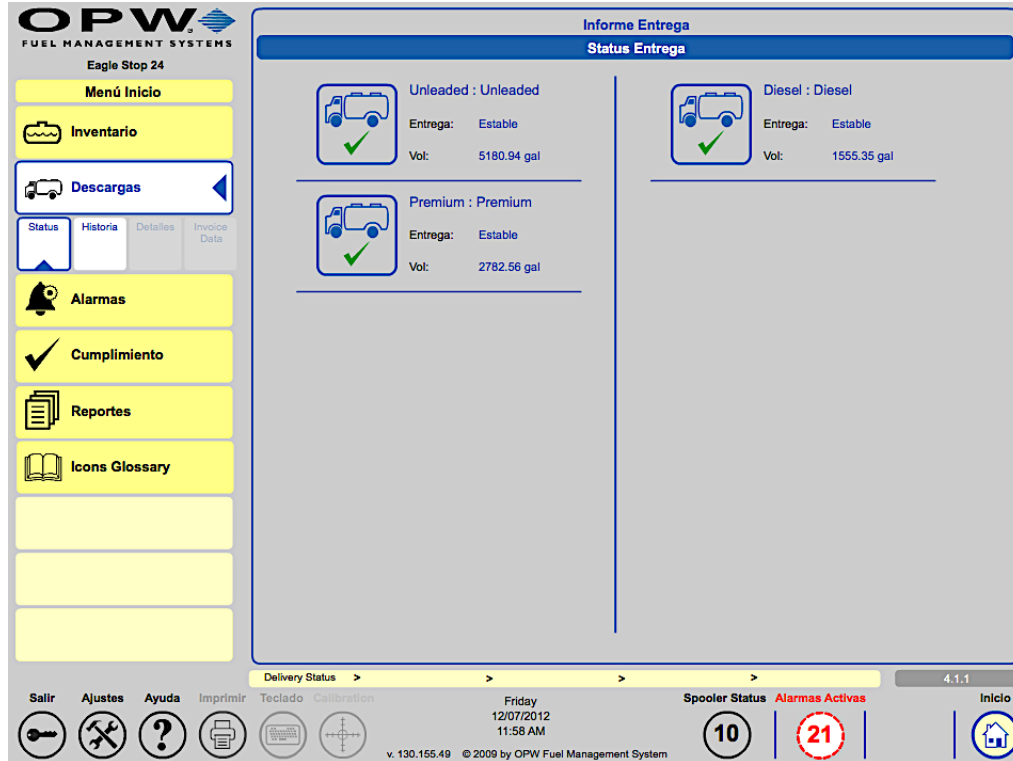 OPW
FUEL MANAGEMENT SYSTEMS
Eagle Stop 24
Menú Inicio
Inventario
Descargas
Status
Historia
Detalles
Invoice
Data
Alarmas
Cumplimiento
Reportes
Icons Glossary
Informe Entrega
Status Entrega
Unleaded : Unleaded
Entrega: Estable
Vol: 5180.94 gal
Diesel : Diesel
Entrega: Estable
Vol: 1555.35 gal
Premium : Premium
Entrega: Estable
Vol: 2782.56 gal
Delivery Status > > > >
4.1.1
Salir
Ajustes
Ayuda
?
Imprimir
Teclado
Calibration
Friday
12/07/2012
11:58 AM
v. 130.155.49 © 2009 by OPW Fuel Management System
Spooler Status
10
Alarmas Activas
21
Inicio